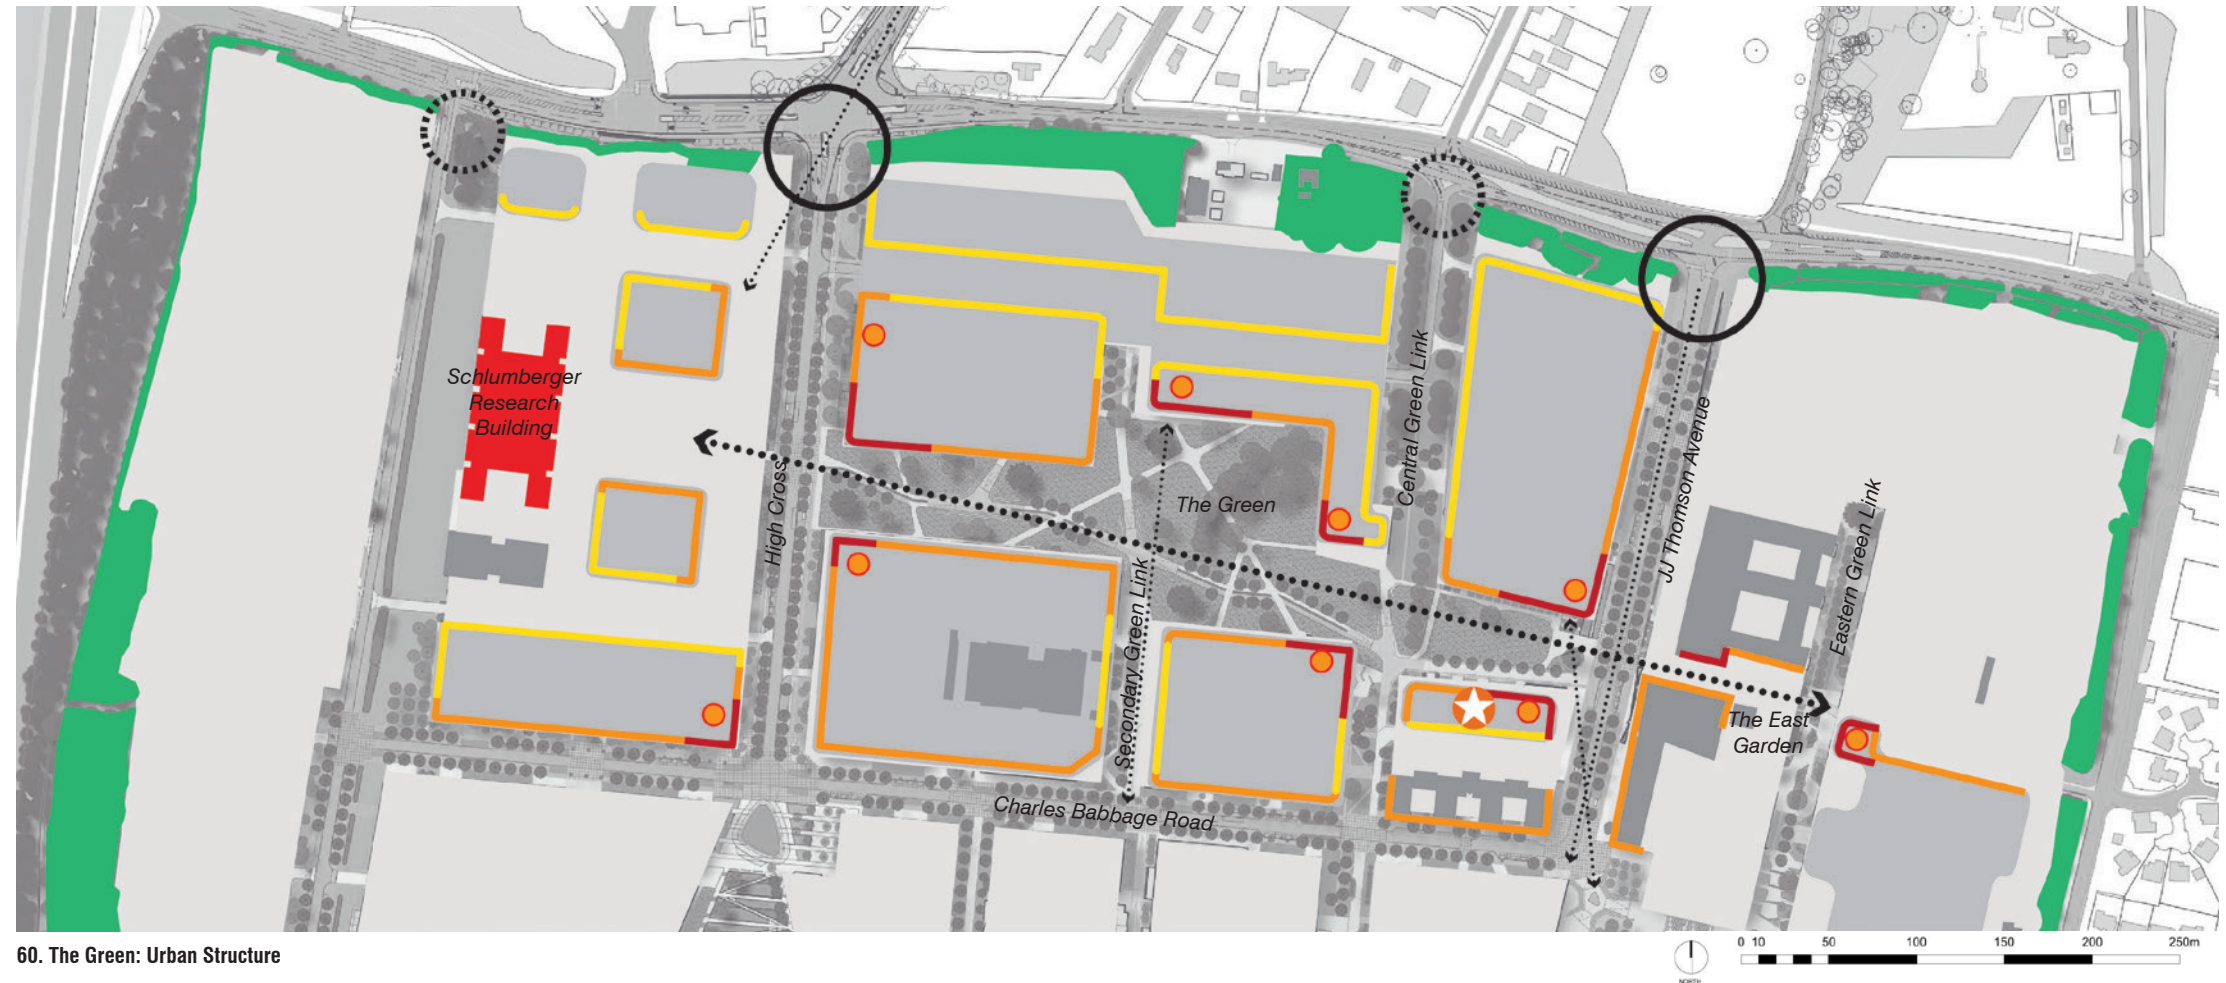 Schlumberger
Research
Building
High Cross
The Green
Secondary Green Link
Central Green Link
JJ Thomson Avenue
Eastern Green Link
The East
Garden
Charles Babbage Road
60. The Green: Urban Structure
NORTH
0 10 50 100 150 200 250m